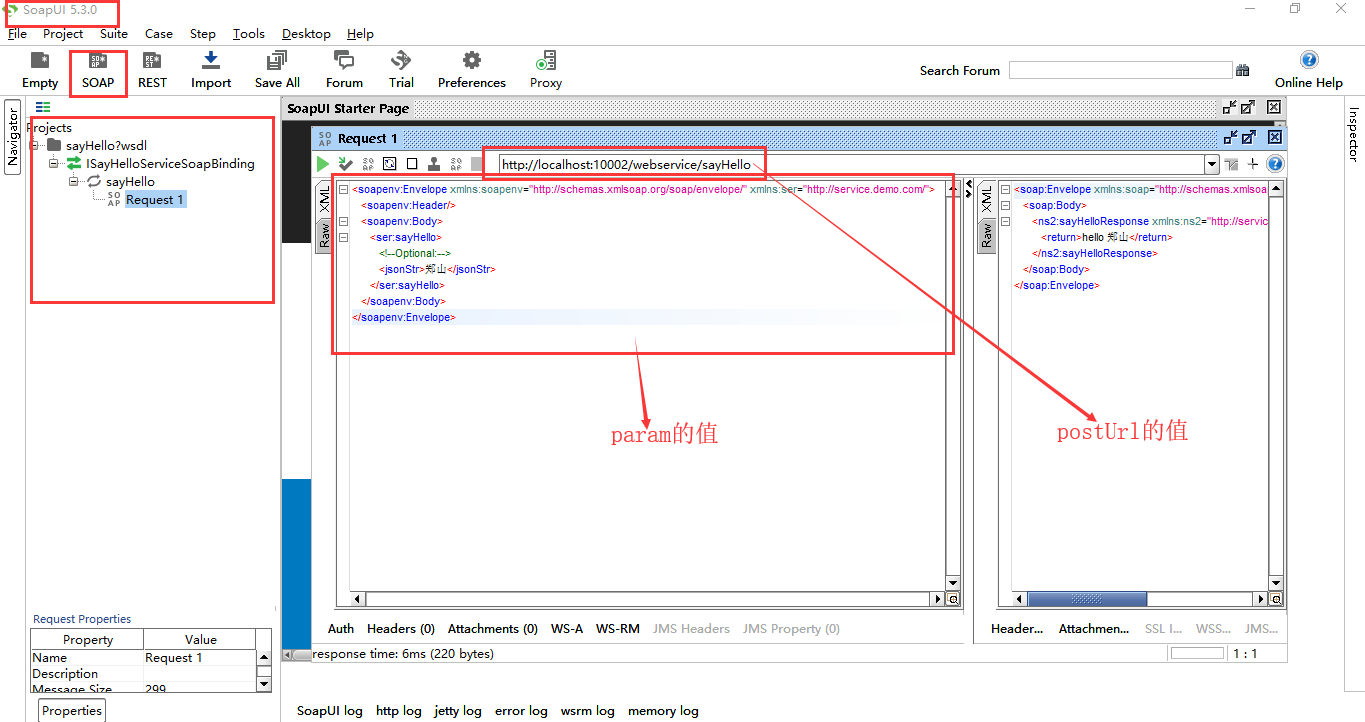 SoapUI 5.3.0
File Project Suite Case Step Tools Desktop Help
Empty SOAP REST Import Save All Forum Trial Preferences Proxy
Search Forum
Online Help
Navigator
Projects
sayHello?wsdl
ISayHelloServiceSoapBinding
sayHello
SO AP Request 1
SoapUI Starter Page
SO AP Request 1
http://localhost:10002/webservice/sayHello
XML
Raw
<soapenv:Envelope xmlns:soapenv="http://schemas.xmlsoap.org/soap/envelope/" xmlns:ser="http://service.demo.com/">
<soapenv:Header/>
<soapenv:Body>
<ser:sayHello>
<!--Optional:-->
<jsonStr>郑山</jsonStr>
</ser:sayHello>
</soapenv:Body>
</soapenv:Envelope>
XML
Raw
<soap:Envelope xmlns:soap="http://schemas.xmlsoa
<soap:Body>
<ns2:sayHelloResponse xmlns:ns2="http://servic
<return>hello 郑山</return>
</ns2:sayHelloResponse>
</soap:Body>
</soap:Envelope>
param的值
postUrl的值
Inspector
Auth Headers (0) Attachments (0) WS-A WS-RM JMS Headers JMS Property (0)
Header... Attachmen... SSL I... WSS... JMS...
response time: 6ms (220 bytes)
1 : 1
Request Properties
Property Value
Name Request 1
Description
Message Size 299
Properties
SoapUI log http log jetty log error log wsrm log memory log